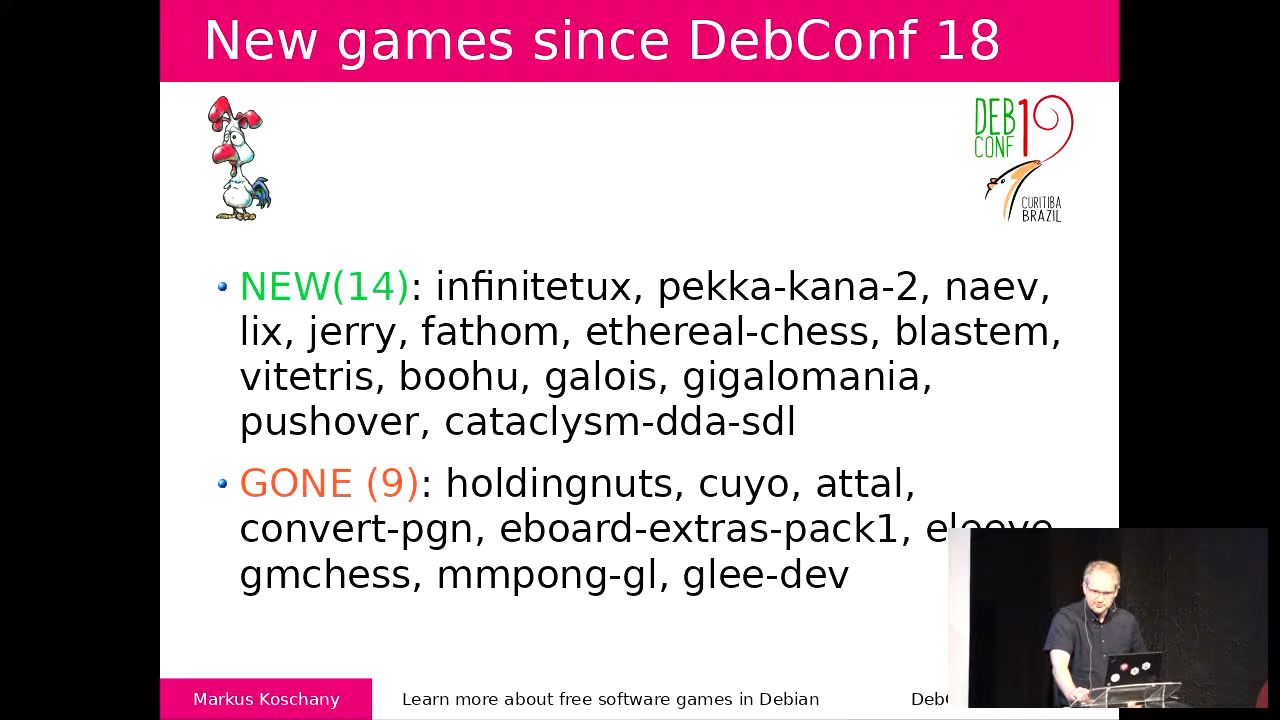 New games since DebConf 18
DEB
CONF
19
CURITIBA
BRAZIL
NEW(14): infinitetux, pekka-kana-2, naev,
lix, jerry, fathom, ethereal-chess, blastem,
vitetris, boohu, galois, gigalomania,
pushover, cataclysm-dda-sdl
GONE (9): holdingnuts, cuyo, attal,
convert-pgn, eboard-extras-pack1,
gmchess, mmpong-gl, glee-dev
Markus Koschany
Learn more about free software games in Debian